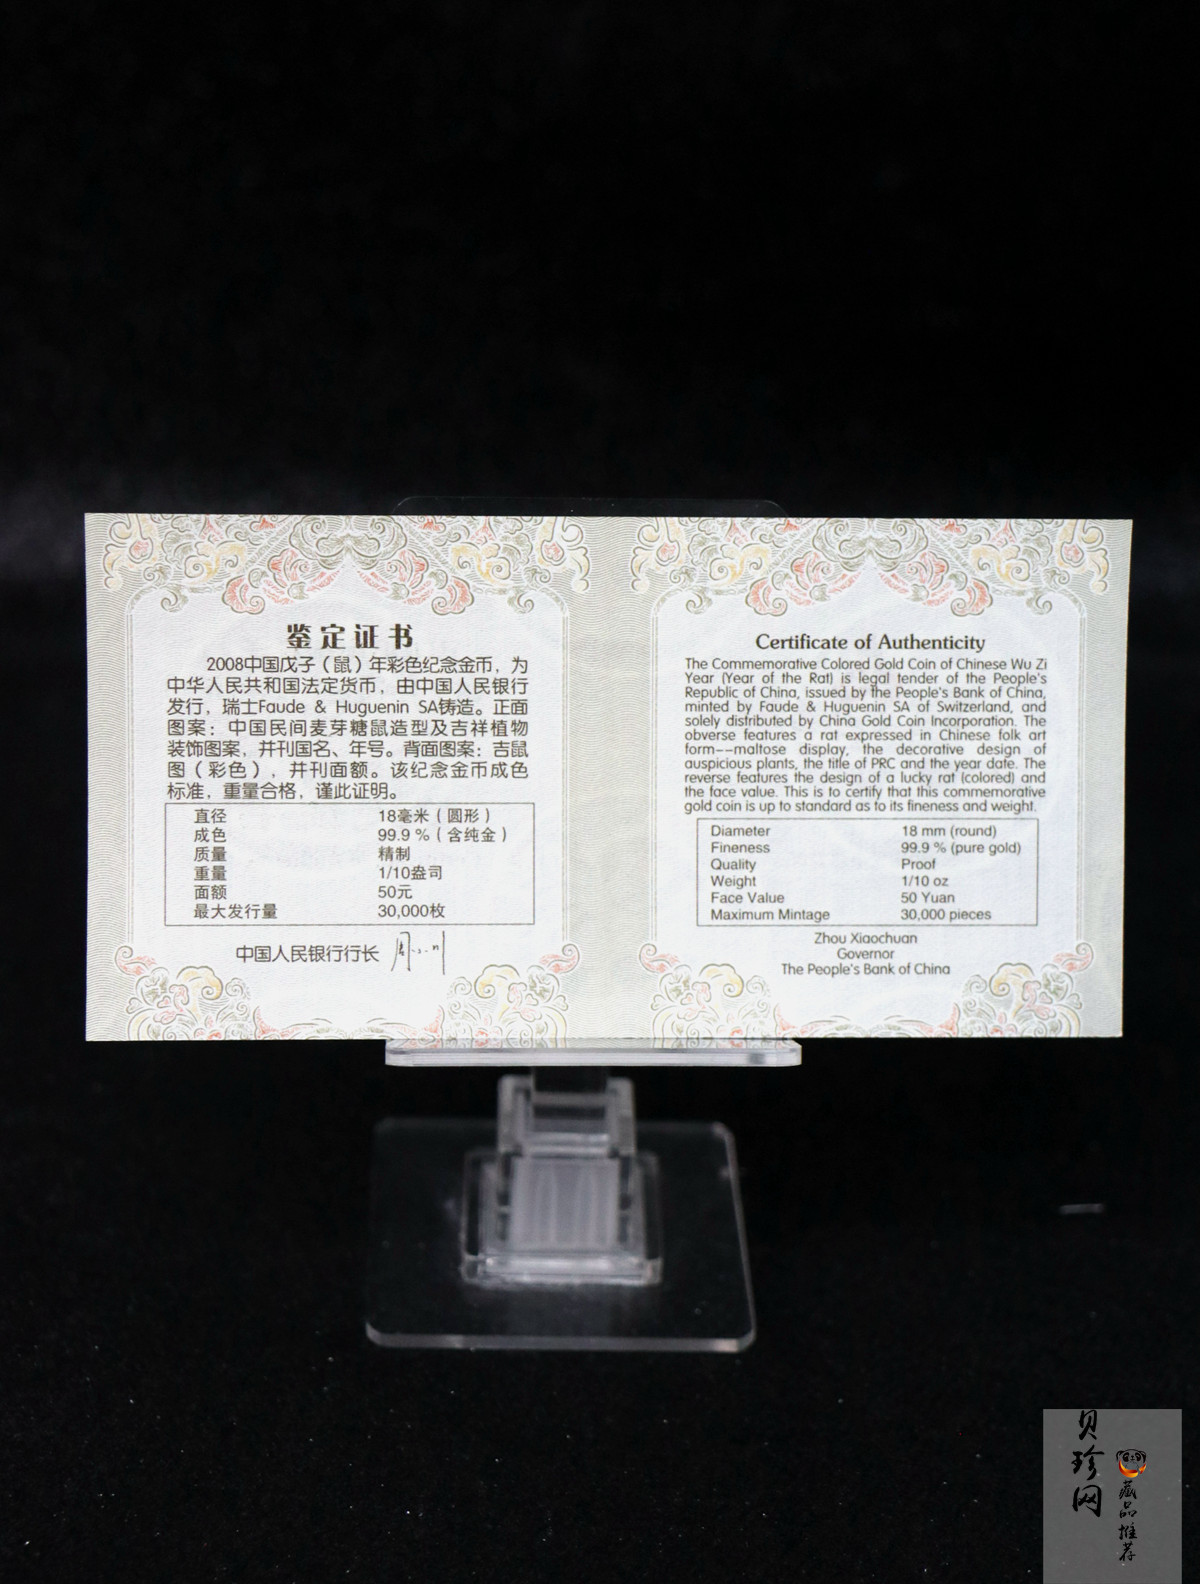 鉴定证书
2008中国戊子（鼠）年彩色纪念金币，为
中华人民共和国法定货币，由中国人民银行
发行，瑞士Faude & Huguenin SA铸造。正面
图案：中国民间麦芽糖鼠造型及吉祥植物
装饰图案，并刊国名、年号。背面图案：吉鼠
图（彩色），并刊面额。该纪念金币成色
标准，重量合格，谨此证明。
直径 18毫米（圆形）
成色 99.9 %（含纯金）
质量 精制
重量 1/10盎司
面额 50元
最大发行量 30,000枚
中国人民银行行长
Certificate of Authenticity
The Commemorative Colored Gold Coin of Chinese Wu Zi
Year (Year of the Rat) is legal tender of the People's
Republic of China, issued by the People's Bank of China,
minted by Faude & Huguenin SA of Switzerland, and
solely distributed by China Gold Coin Incorporation. The
obverse features a rat expressed in Chinese folk art
form--maltose display, the decorative design of
auspicious plants, the title of PRC and the year date. The
reverse features the design of a lucky rat (colored) and
the face value. This is to certify that this commemorative
gold coin is up to standard as to its fineness and weight.
Diameter 18 mm (round)
Fineness 99.9 % (pure gold)
Quality Proof
Weight 1/10 oz
Face Value 50 Yuan
Maximum Mintage 30,000 pieces
Zhou Xiaochuan
Governor
The People's Bank of China
贝珍网
藏品推荐